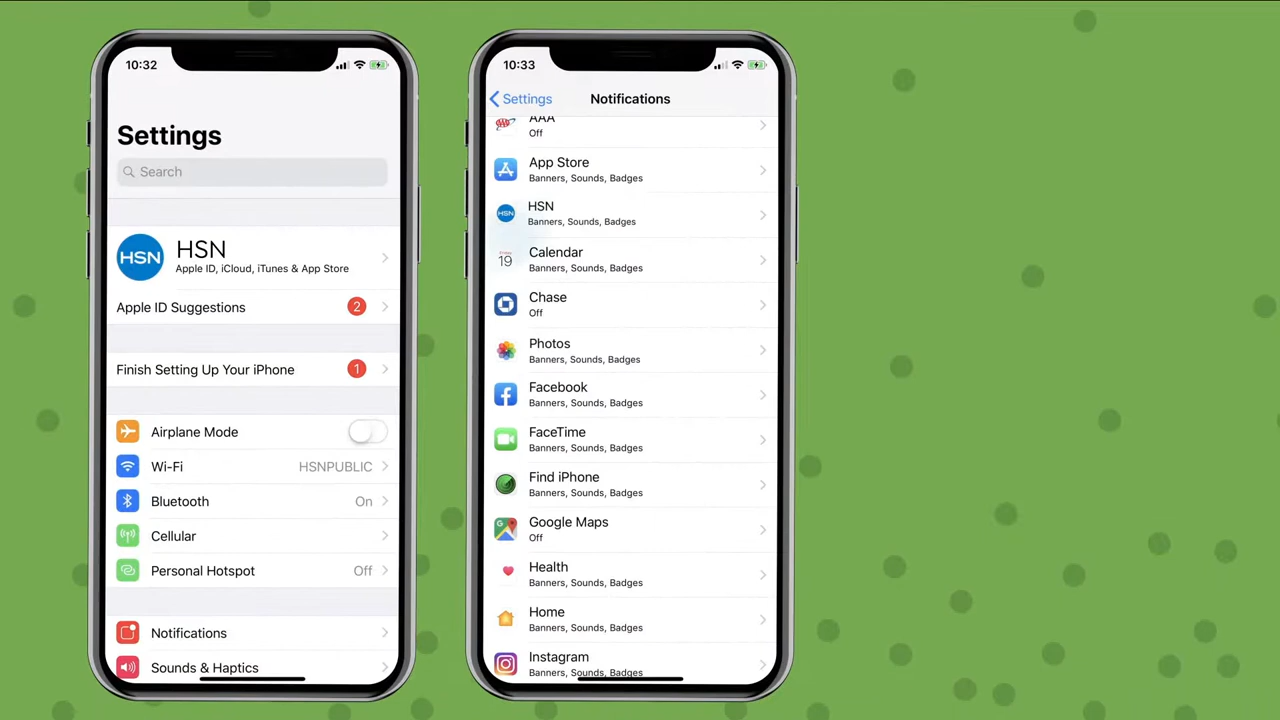 10:32
Settings
Search
HSN
HSN
Apple ID, iCloud, iTunes & App Store
Apple ID Suggestions
2
Finish Setting Up Your iPhone
1
Airplane Mode
Wi-Fi
HSNPUBLIC
Bluetooth
On
Cellular
Personal Hotspot
Off
Notifications
Sounds & Haptics
10:33
Settings
Notifications
AAA
Off
App Store
Banners, Sounds, Badges
HSN
HSN
Banners, Sounds, Badges
19
Calendar
Banners, Sounds, Badges
Chase
Off
Photos
Banners, Sounds, Badges
Facebook
Banners, Sounds, Badges
FaceTime
Banners, Sounds, Badges
Find iPhone
Banners, Sounds, Badges
Google Maps
Off
Health
Banners, Sounds, Badges
Home
Banners, Sounds, Badges
Instagram
Banners, Sounds, Badges